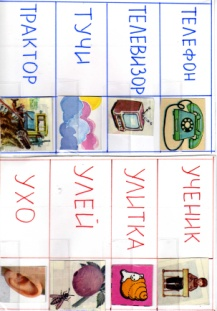 ТРАКТОР
ТУЧИ
ТЕЛЕВИЗОР
ТЕЛЕФОН
УХО
УЛЕЙ
УЛИТКА
УЧЕНИК